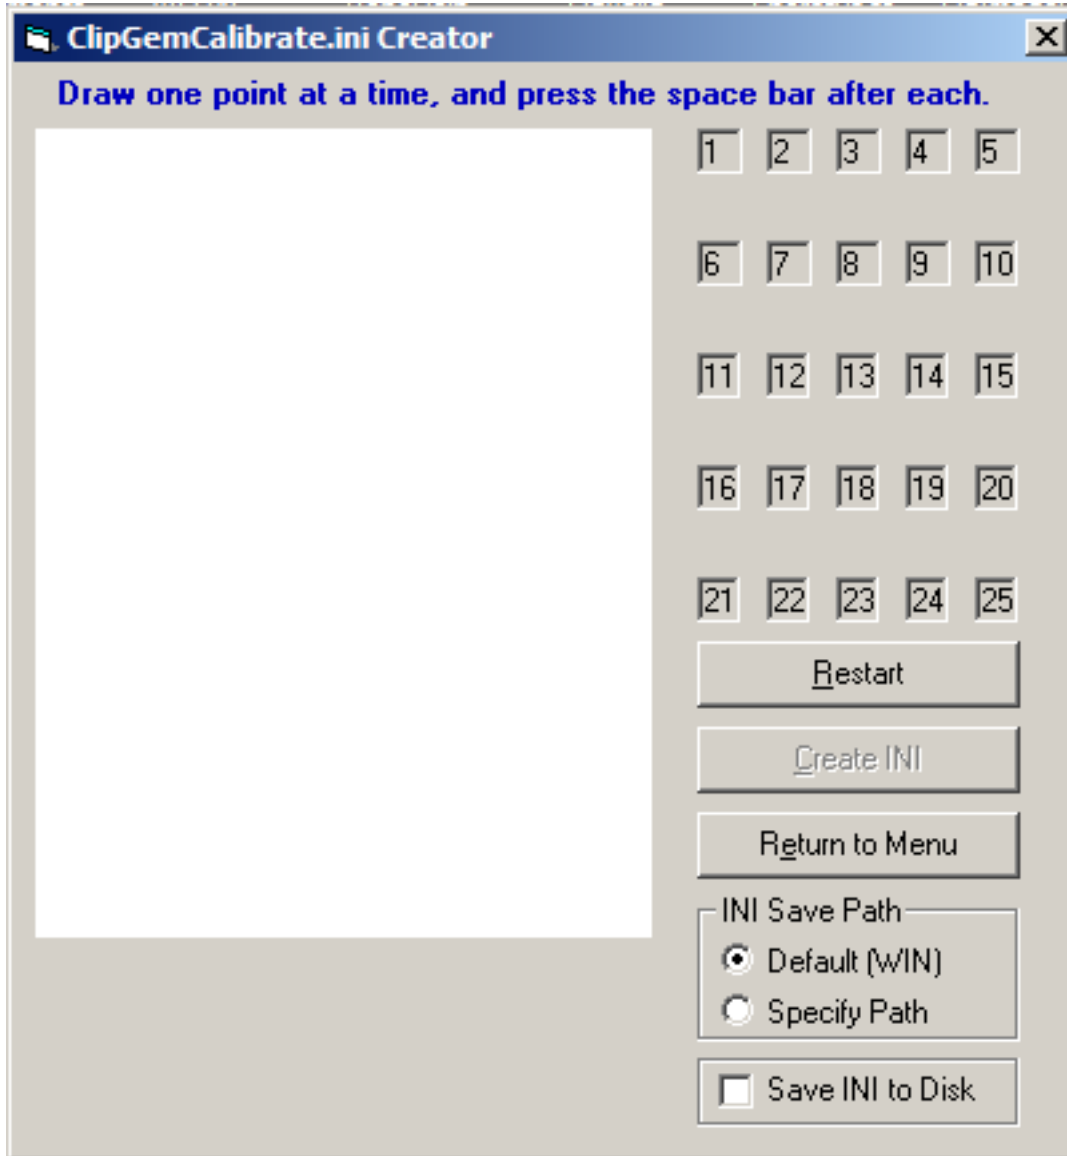 ClipGemCalibrate.ini Creator
Draw one point at a time, and press the space bar after each.
1 2 3 4 5
6 7 8 9 10
11 12 13 14 15
16 17 18 19 20
21 22 23 24 25
Restart
Create INI
Return to Menu
INI Save Path
Default (WIN)
Specify Path
Save INI to Disk